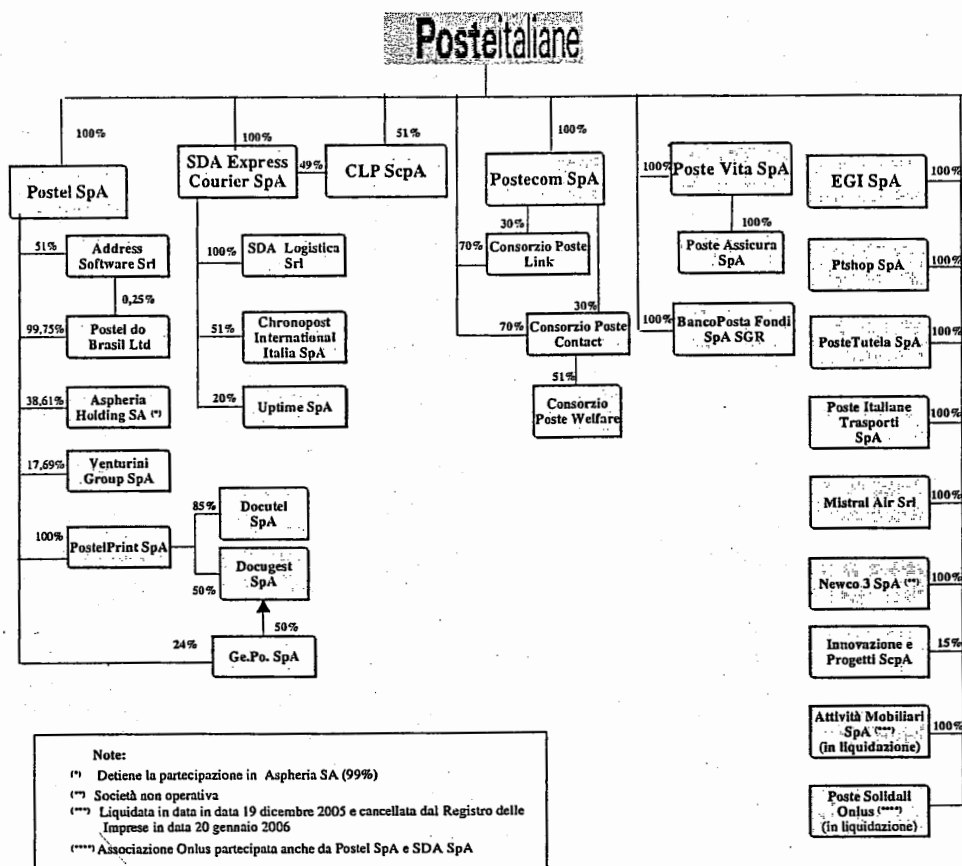 Posteitaliane
100%
100%
51%
100%
Postel SpA
SDA Express
Courier SpA
49%
CLP ScpA
Postecom SpA
100%
Poste Vita SpA
EGI SpA
100%
51%
Address
Software Srl
100%
SDA Logistica
Srl
30%
70%
Consorzio Poste
Link
100%
Poste Assicura
SpA
Ptshop SpA
100%
0,25%
99,75%
Postel do
Brasil Ltd
51%
Chronopost
International
Italia SpA
30%
70%
Consorzio Poste
Contact
100%
BancoPosta Fondi
SpA SGR
PosteTutela SpA
100%
38,61%
Aspheria
Holding SA (*)
20%
Uptime SpA
51%
Consorzio
Poste Welfare
Poste Italiane
Trasporti
SpA
100%
17,69%
Venturini
Group SpA
100%
PostelPrint SpA
85%
Docutel
SpA
Mistral Air Srl
100%
50%
Docugest
SpA
Newco 3 SpA (**)
100%
50%
24%
Ge.Po. SpA
Innovazione e
Progetti ScpA
15%
Attività Mobiliari
SpA (***)
(in liquidazione)
100%
Poste Solidali
Onlus (****)
(in liquidazione)
Note:
(*) Detiene la partecipazione in Aspheria SA (99%)
(**) Società non operativa
(***) Liquidata in data in data 19 dicembre 2005 e cancellata dal Registro delle
Imprese in data 20 gennaio 2006
(****) Associazione Onlus partecipata anche da Postel SpA e SDA SpA